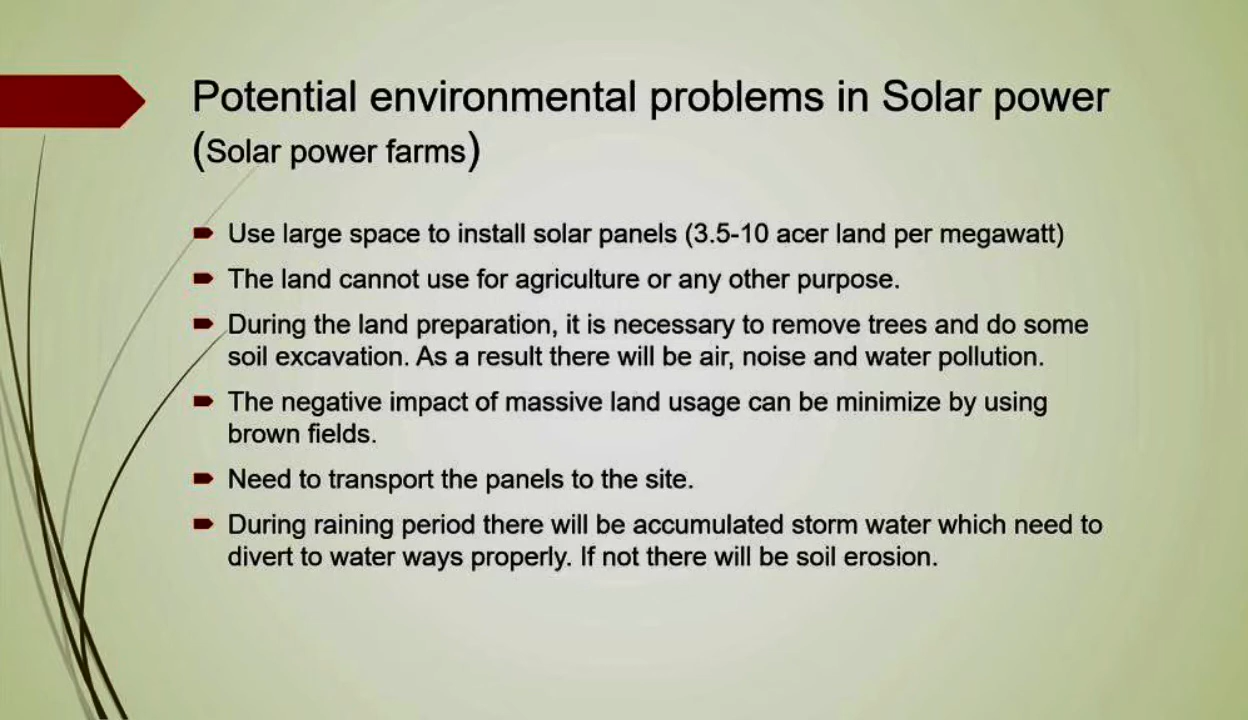 Potential environmental problems in Solar power
(Solar power farms)
Use large space to install solar panels (3.5-10 acer land per megawatt)
The land cannot use for agriculture or any other purpose.
During the land preparation, it is necessary to remove trees and do some
soil excavation. As a result there will be air, noise and water pollution.
The negative impact of massive land usage can be minimize by using
brown fields.
Need to transport the panels to the site.
During raining period there will be accumulated storm water which need to
divert to water ways properly. If not there will be soil erosion.